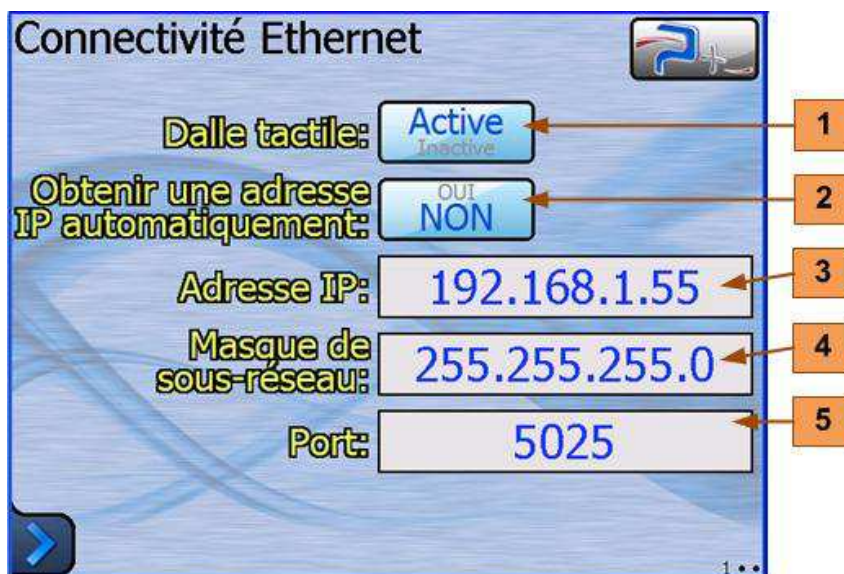 Connectivité Ethernet
Dalle tactile:
Active
Inactive
1
Obtenir une adresse
IP automatiquement:
OUI
NON
2
Adresse IP:
192.168.1.55
3
Masque de
sous-réseau:
255.255.255.0
4
Port:
5025
5
1